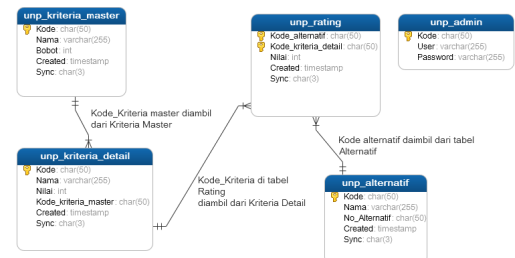 unp_kriteria_master
Kode: char(50)
Nama: varchar(255)
Bobot: int
Created: timestamp
Sync: char(3)
unp_rating
Kode_alternatif: char(50)
Kode_kriteria_detail: char(50)
Nilai: int
Created: timestamp
Sync: char(3)
unp_admin
Kode: char(50)
User: varchar(255)
Password: varchar(255)
Kode_Kriteria master diambil
dari Kriteria Master
Kode alternatif daimbil dari tabel
Alternatif
unp_kriteria_detail
Kode: char(50)
Nama: varchar(255)
Nilai: int
Kode_kriteria_master: char(50)
Created: timestamp
Sync: char(3)
Kode_Kriteria di tabel
Rating
diambil dari Kriteria Detail
unp_alternatif
Kode: char(50)
Nama: varchar(255)
No_Alternatif: char(50)
Created: timestamp
Sync: char(3)